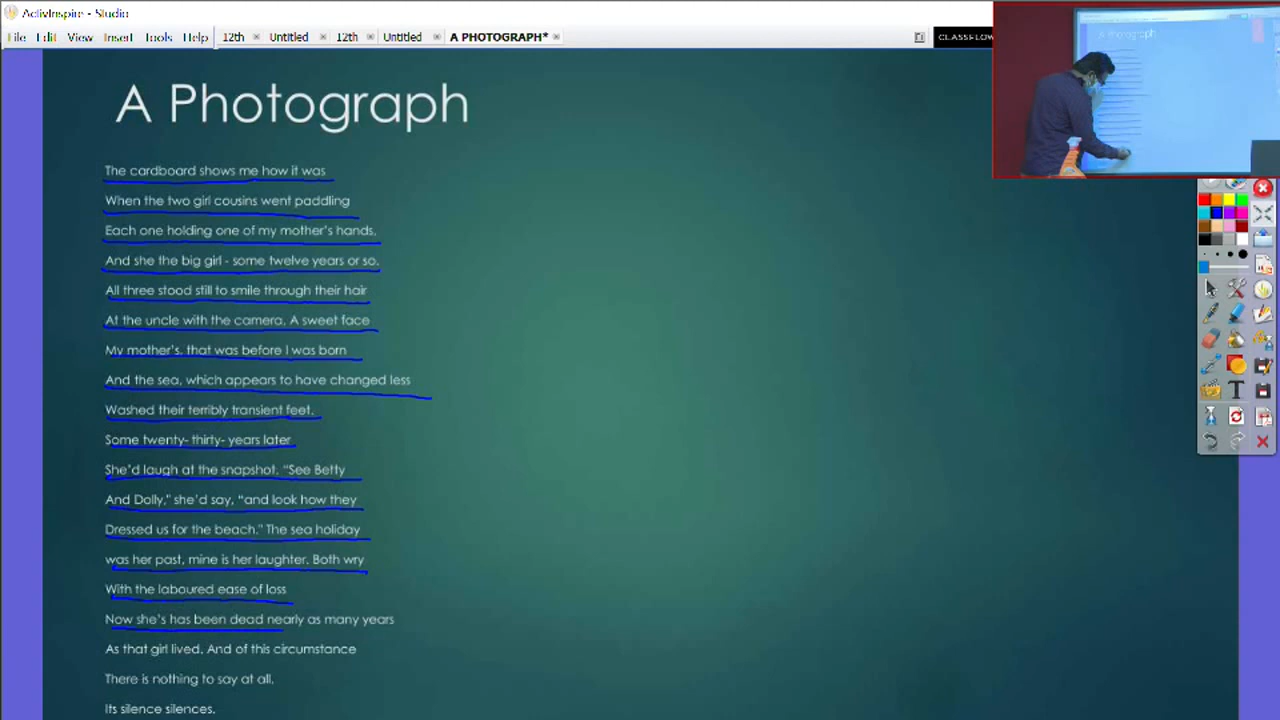 ActivInspire - Studio
File Edit View Insert Tools Help 12th Untitled 12th Untitled A PHOTOGRAPH* CLASSFLOW
A Photograph
A Photograph
The cardboard shows me how it was
When the two girl cousins went paddling
Each one holding one of my mother's hands,
And she the big girl - some twelve years or so.
All three stood still to smile through their hair
At the uncle with the camera, A sweet face
My mother's, that was before I was born
And the sea, which appears to have changed less
Washed their terribly transient feet.
Some twenty- thirty- years later
She'd laugh at the snapshot. “See Betty
And Dolly," she'd say, “and look how they
Dressed us for the beach." The sea holiday
was her past, mine is her laughter. Both wry
With the laboured ease of loss
Now she's has been dead nearly as many years
As that girl lived. And of this circumstance
There is nothing to say at all,
Its silence silences.